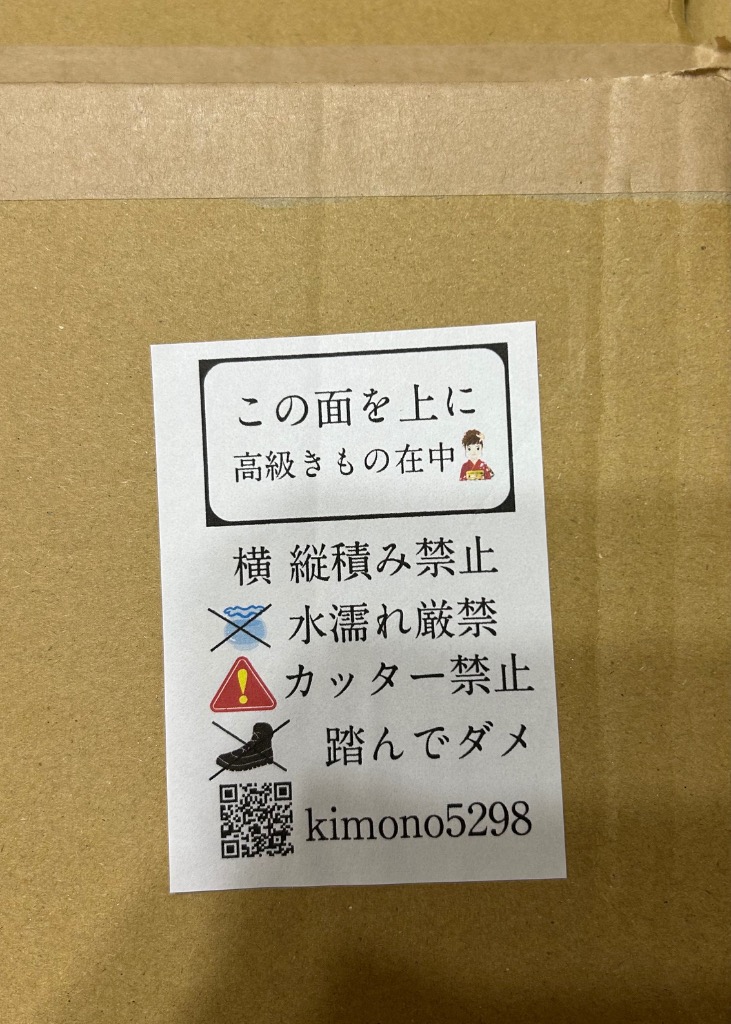 この面を上に
高級きもの在中
横 縦積み禁止
水濡れ厳禁
カッター禁止
踏んでダメ
kimono5298